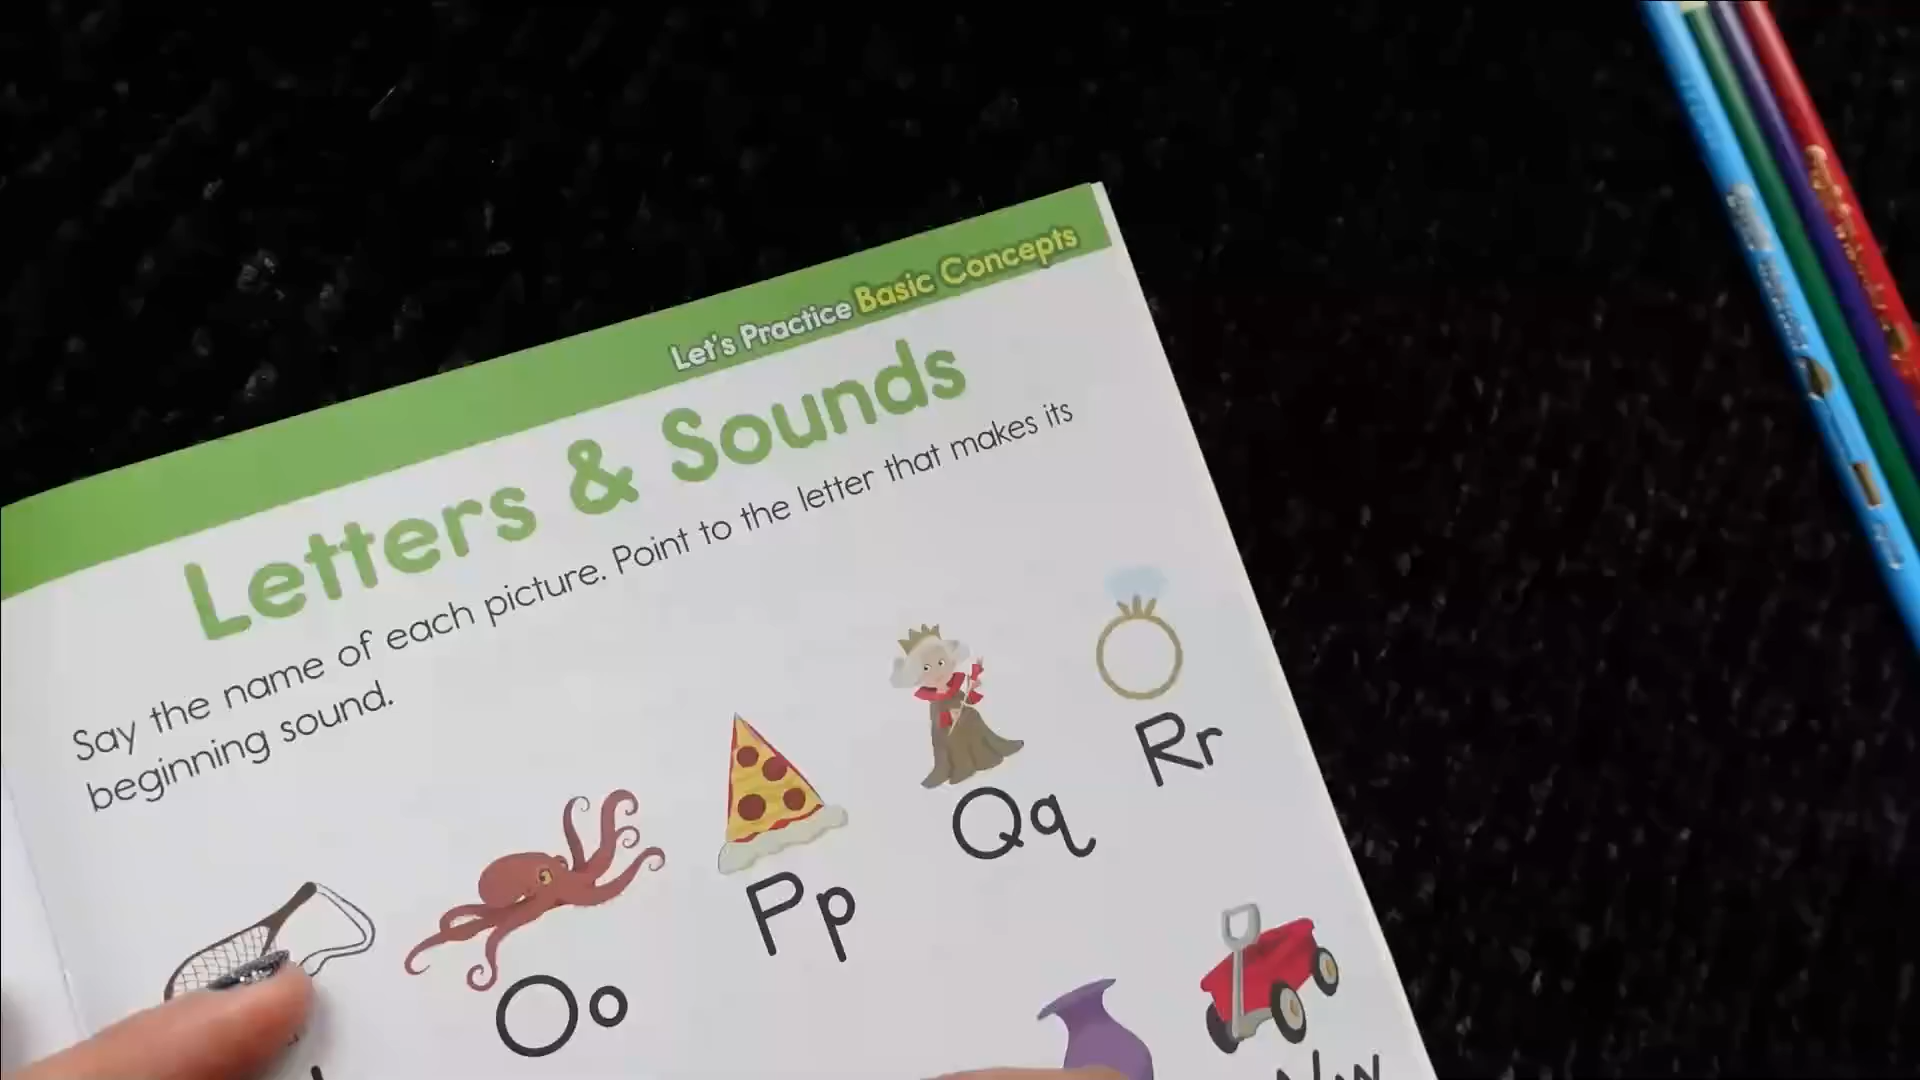 Let's Practice Basic Concepts
Letters & Sounds
Say the name of each picture. Point to the letter that makes its
beginning sound.
Oo
Pp
Qq
Rr